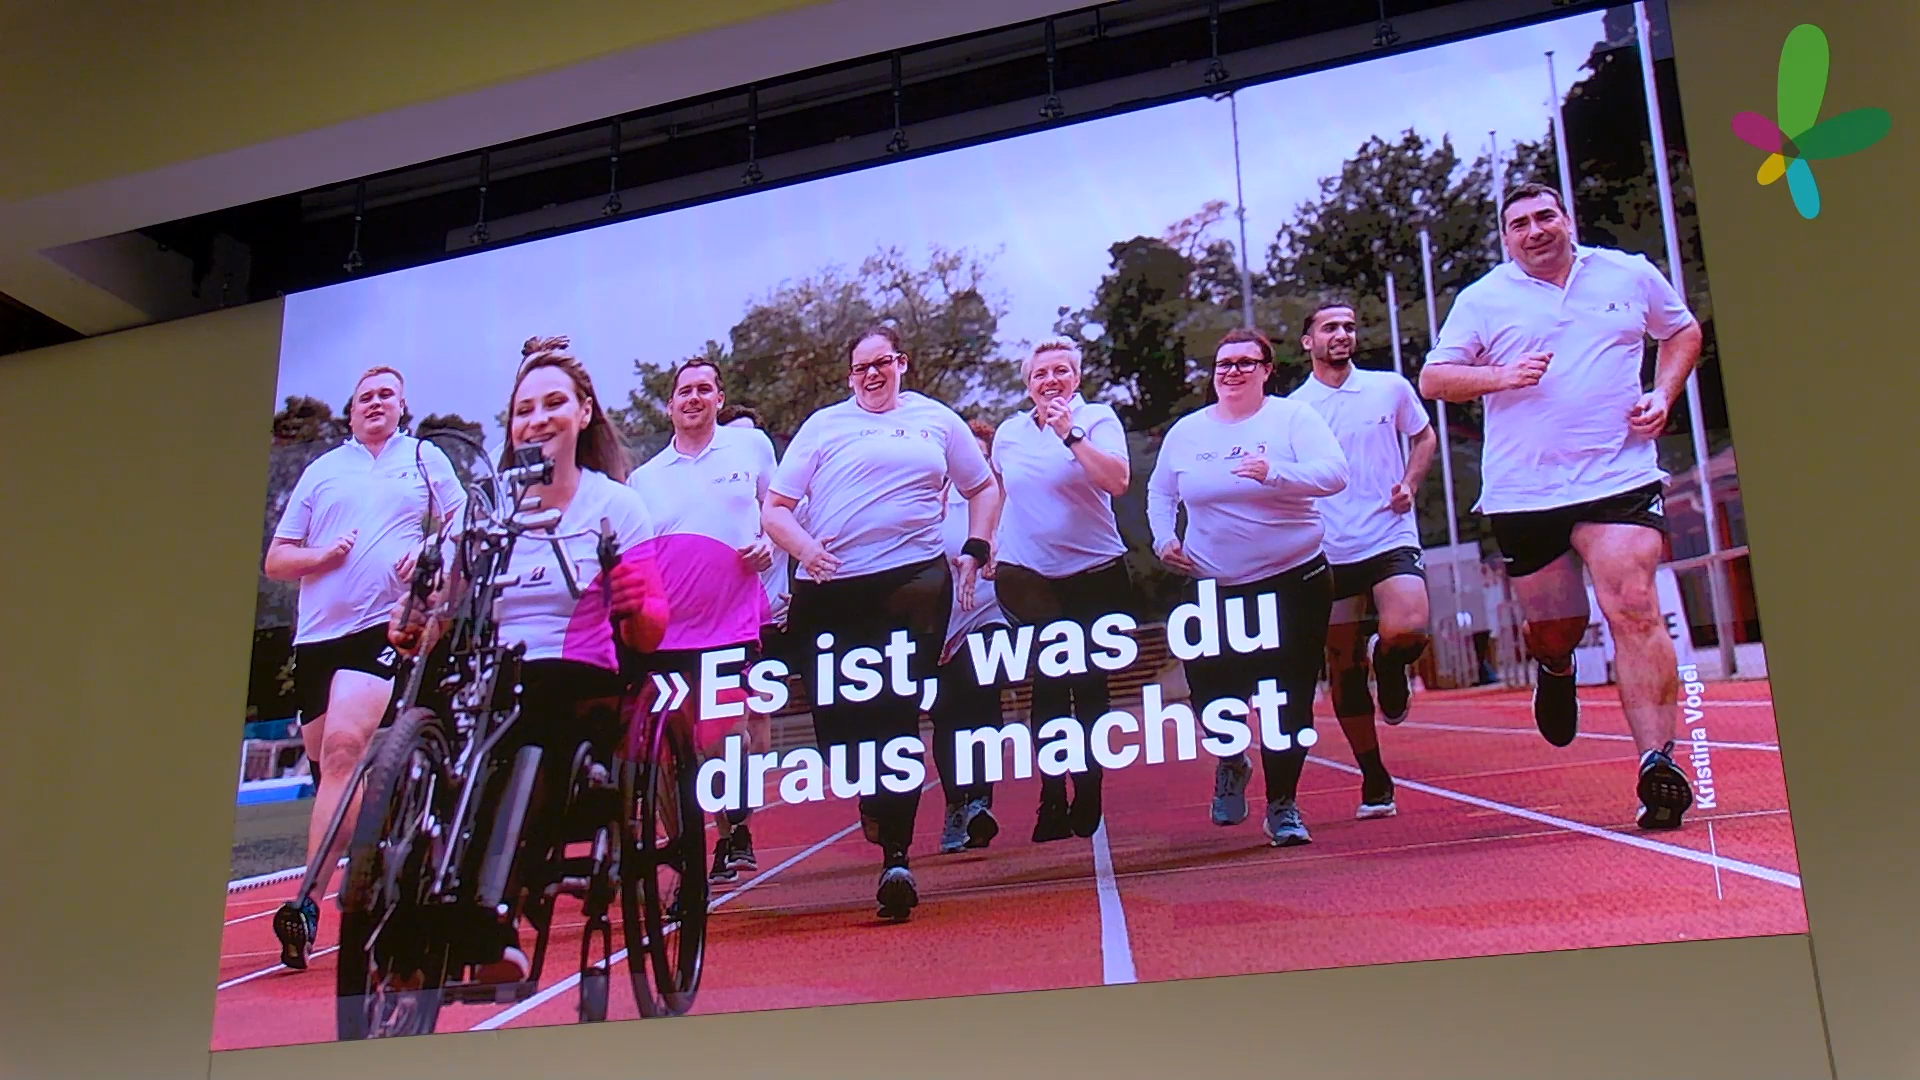 »Es ist, was du
draus machst.
Kristina Vogel